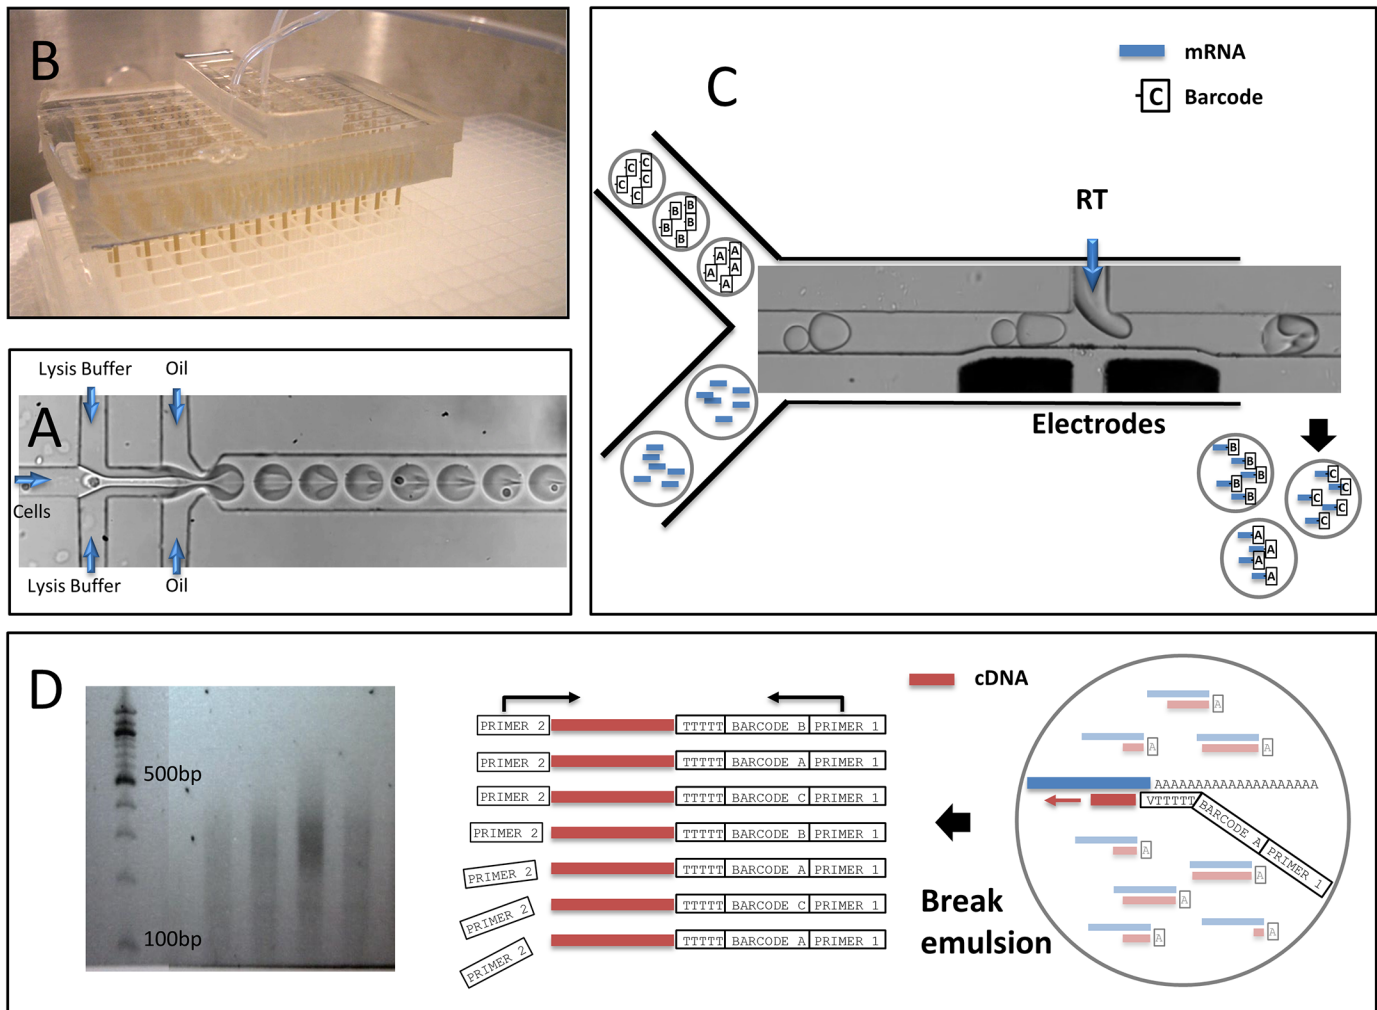 B
Lysis Buffer
Oil
A
Cells
Lysis Buffer
Oil
C
mRNA
C
Barcode
C
C
C
C
C
B
B
B
B
B
A
A
A
A
A
RT
Electrodes
B
B
B
B
B
C
C
C
C
C
A
A
A
A
D
500bp
100bp
cDNA
PRIMER 2
TTTTT
BARCODE B
PRIMER 1
PRIMER 2
TTTTT
BARCODE A
PRIMER 1
PRIMER 2
TTTTT
BARCODE C
PRIMER 1
PRIMER 2
TTTTT
BARCODE B
PRIMER 1
PRIMER 2
TTTTT
BARCODE A
PRIMER 1
PRIMER 2
TTTTT
BARCODE C
PRIMER 1
PRIMER 2
TTTTT
BARCODE A
PRIMER 1
Break
emulsion
A
A
A
AAAAAAAAAAAAAAAAAAAA
VTTTTT
BARCODE A
PRIMER 1
A
A
A
A
A